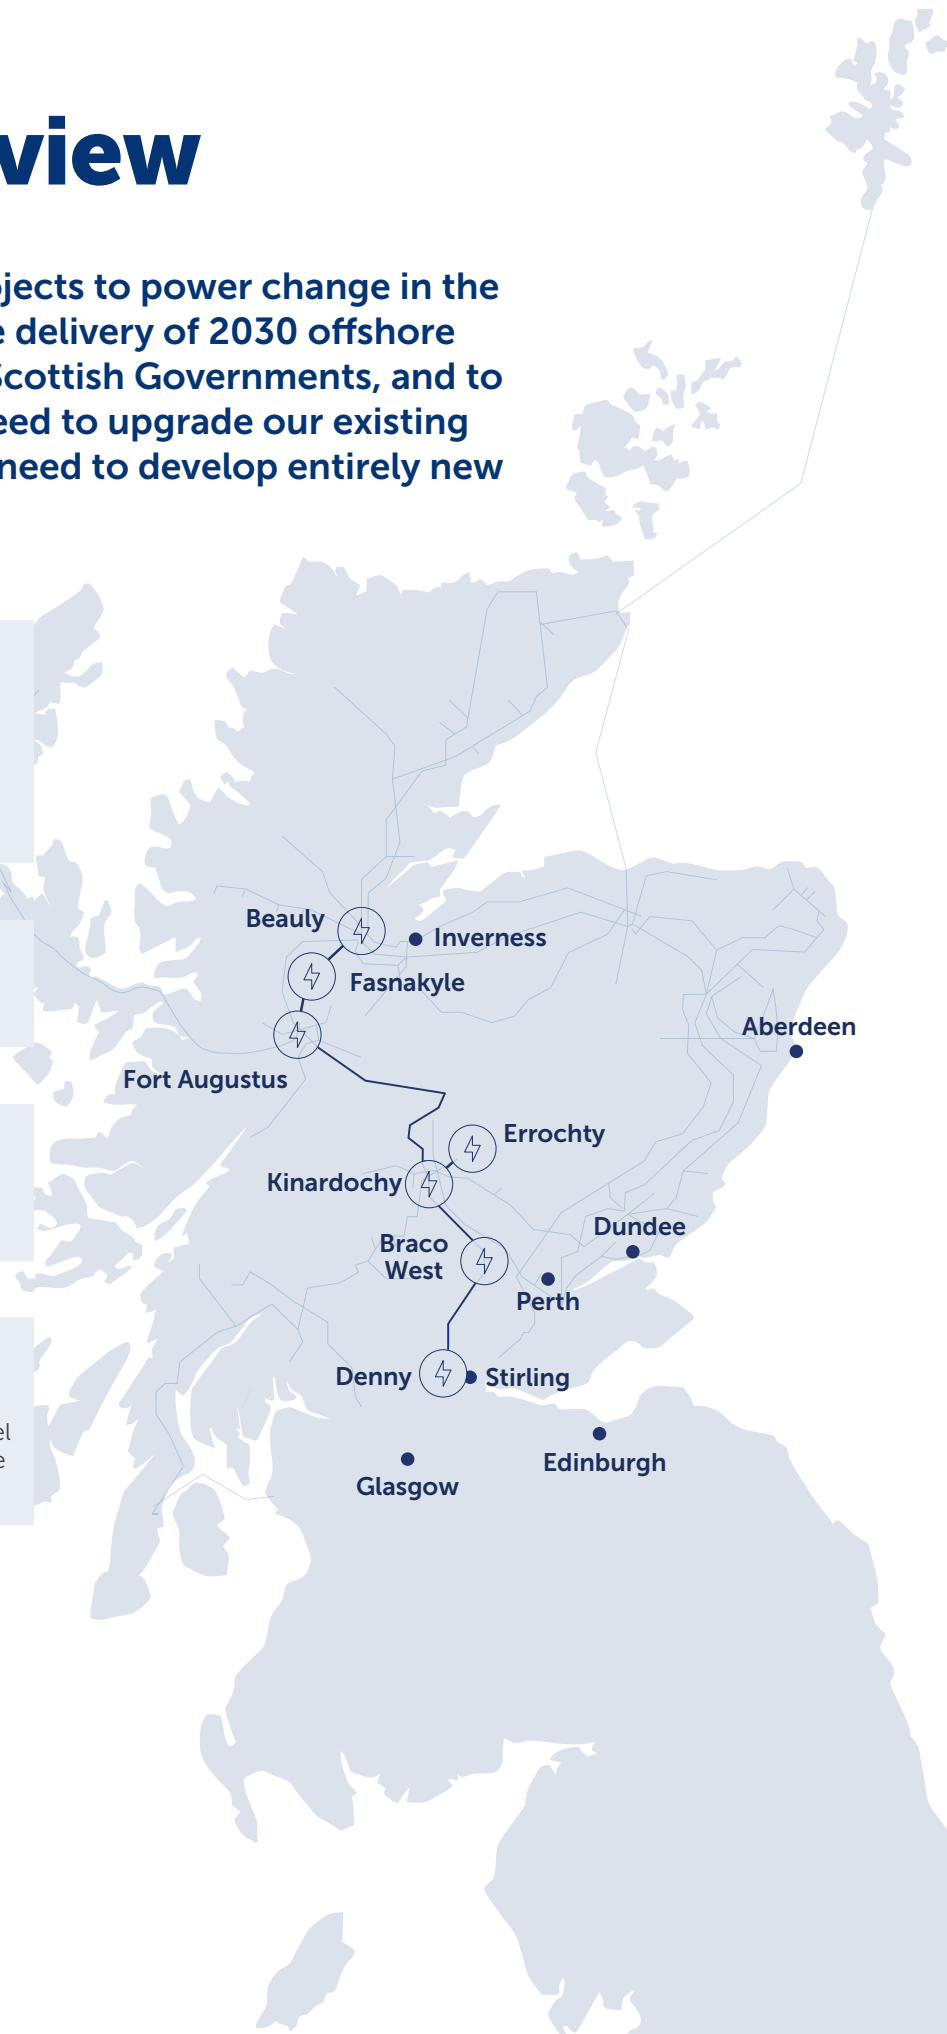 view
jects to power change in the
e delivery of 2030 offshore
Scottish Governments, and to
eed to upgrade our existing
need to develop entirely new
Beauly
Inverness
Fasnakyle
Aberdeen
Fort Augustus
Errochty
Kinardochy
Dundee
Braco
West
Perth
Denny
Stirling
el
e
Edinburgh
Glasgow